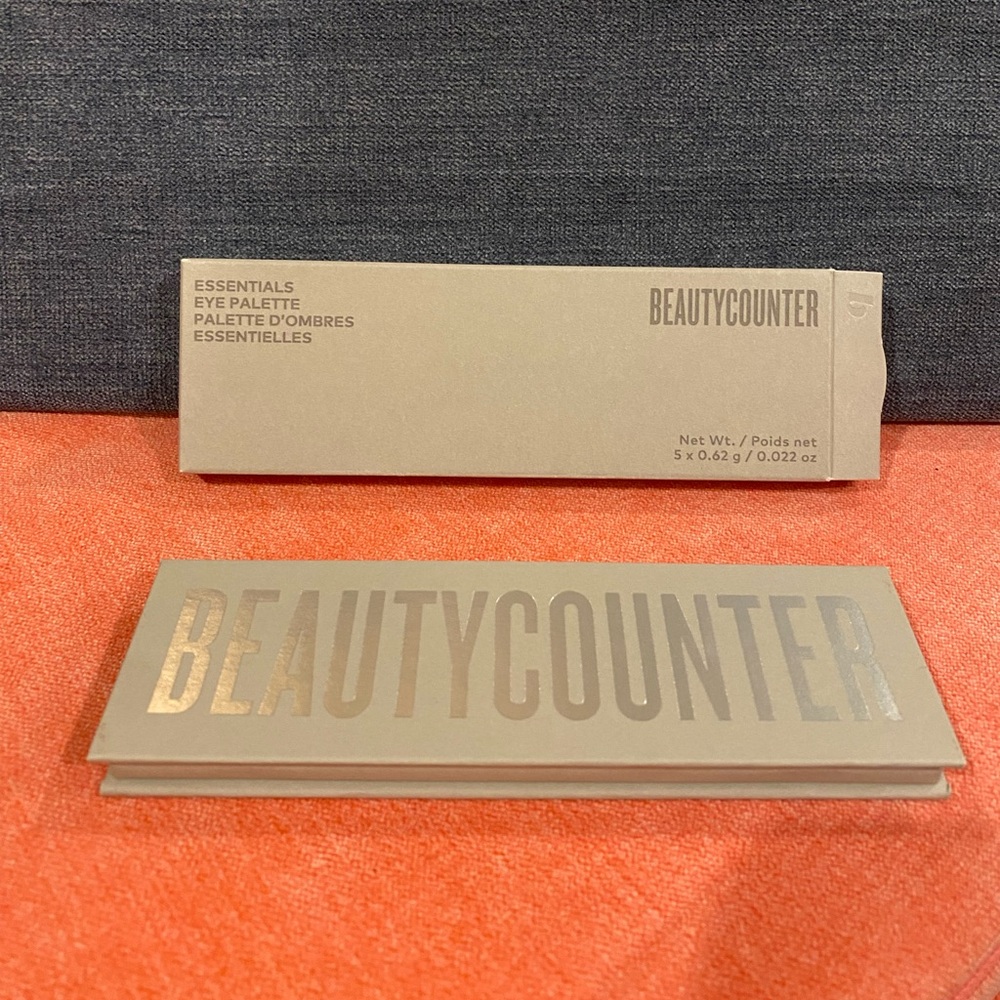 ESSENTIALS
EYE PALETTE
PALETTE D'OMBRES
ESSENTIELLES
BEAUTYCOUNTER
b
Net Wt. / Poids net
5 x 0.62 g / 0.022 oz
BEAUTYCOUNTER